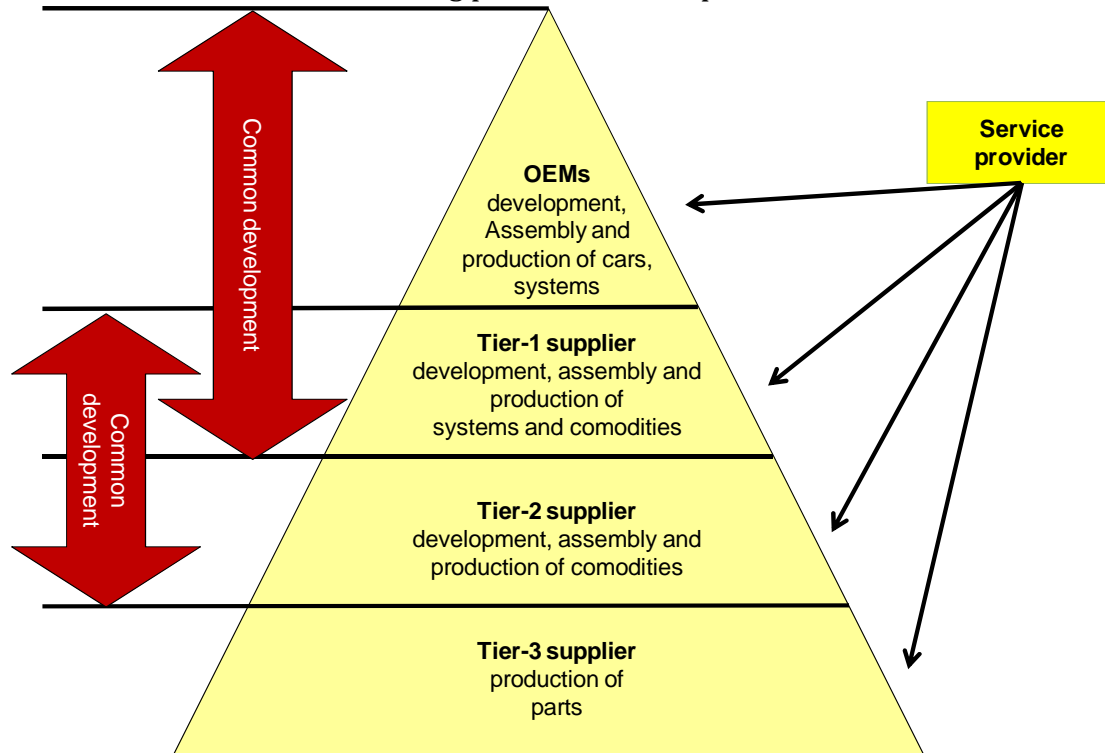 Common development
Common
development
OEMs
development,
Assembly and
production of cars,
systems
Tier-1 supplier
development, assembly and
production of
systems and comodities
Tier-2 supplier
development, assembly and
production of comodities
Tier-3 supplier
production of
parts
Service
provider